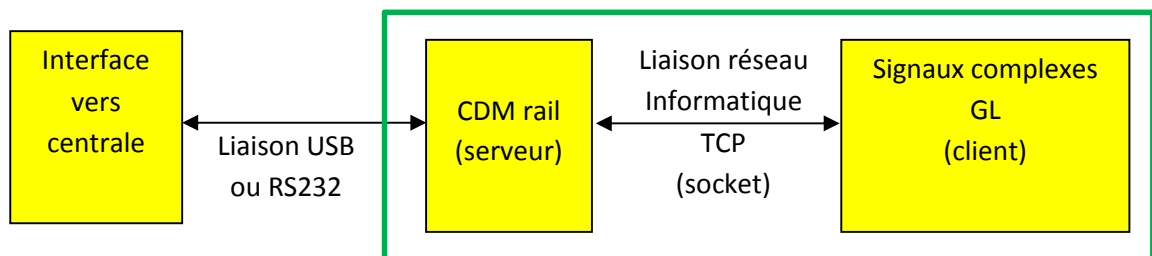 Interface
vers
centrale
Liaison USB
ou RS232
CDM rail
(serveur)
Liaison réseau
Informatique
TCP
(socket)
Signaux complexes
GL
(client)